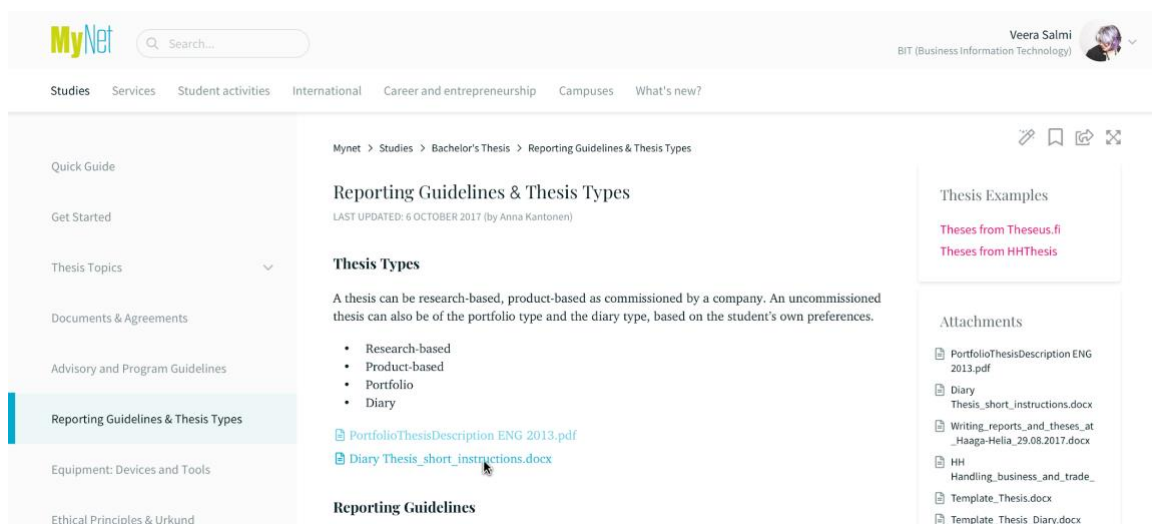 MyNet
Search...
Veera Salmi
BIT (Business Information Technology)
Studies Services Student activities International Career and entrepreneurship Campuses What's new?
Quick Guide
Get Started
Thesis Topics
Documents & Agreements
Advisory and Program Guidelines
Reporting Guidelines & Thesis Types
Equipment: Devices and Tools
Ethical Principles & Urkund
Mynet > Studies > Bachelor's Thesis > Reporting Guidelines & Thesis Types
Reporting Guidelines & Thesis Types
LAST UPDATED: 6 OCTOBER 2017 (by Anna Kantonen)
Thesis Types
A thesis can be research-based, product-based as commissioned by a company. An uncommissioned
thesis can also be of the portfolio type and the diary type, based on the student's own preferences.
• Research-based
• Product-based
• Portfolio
• Diary
PortfolioThesisDescription ENG 2013.pdf
Diary Thesis_short_instructions.docx
Reporting Guidelines
Thesis Examples
Theses from Theseus.fi
Theses from HHThesis
Attachments
PortfolioThesisDescription ENG
2013.pdf
Diary
Thesis_short_instructions.docx
Writing_reports_and_theses_at
_Haaga-Helia_29.08.2017.docx
HH
Handling_business_and_trade_
Template_Thesis.docx
Template_Thesis_Diary.docx